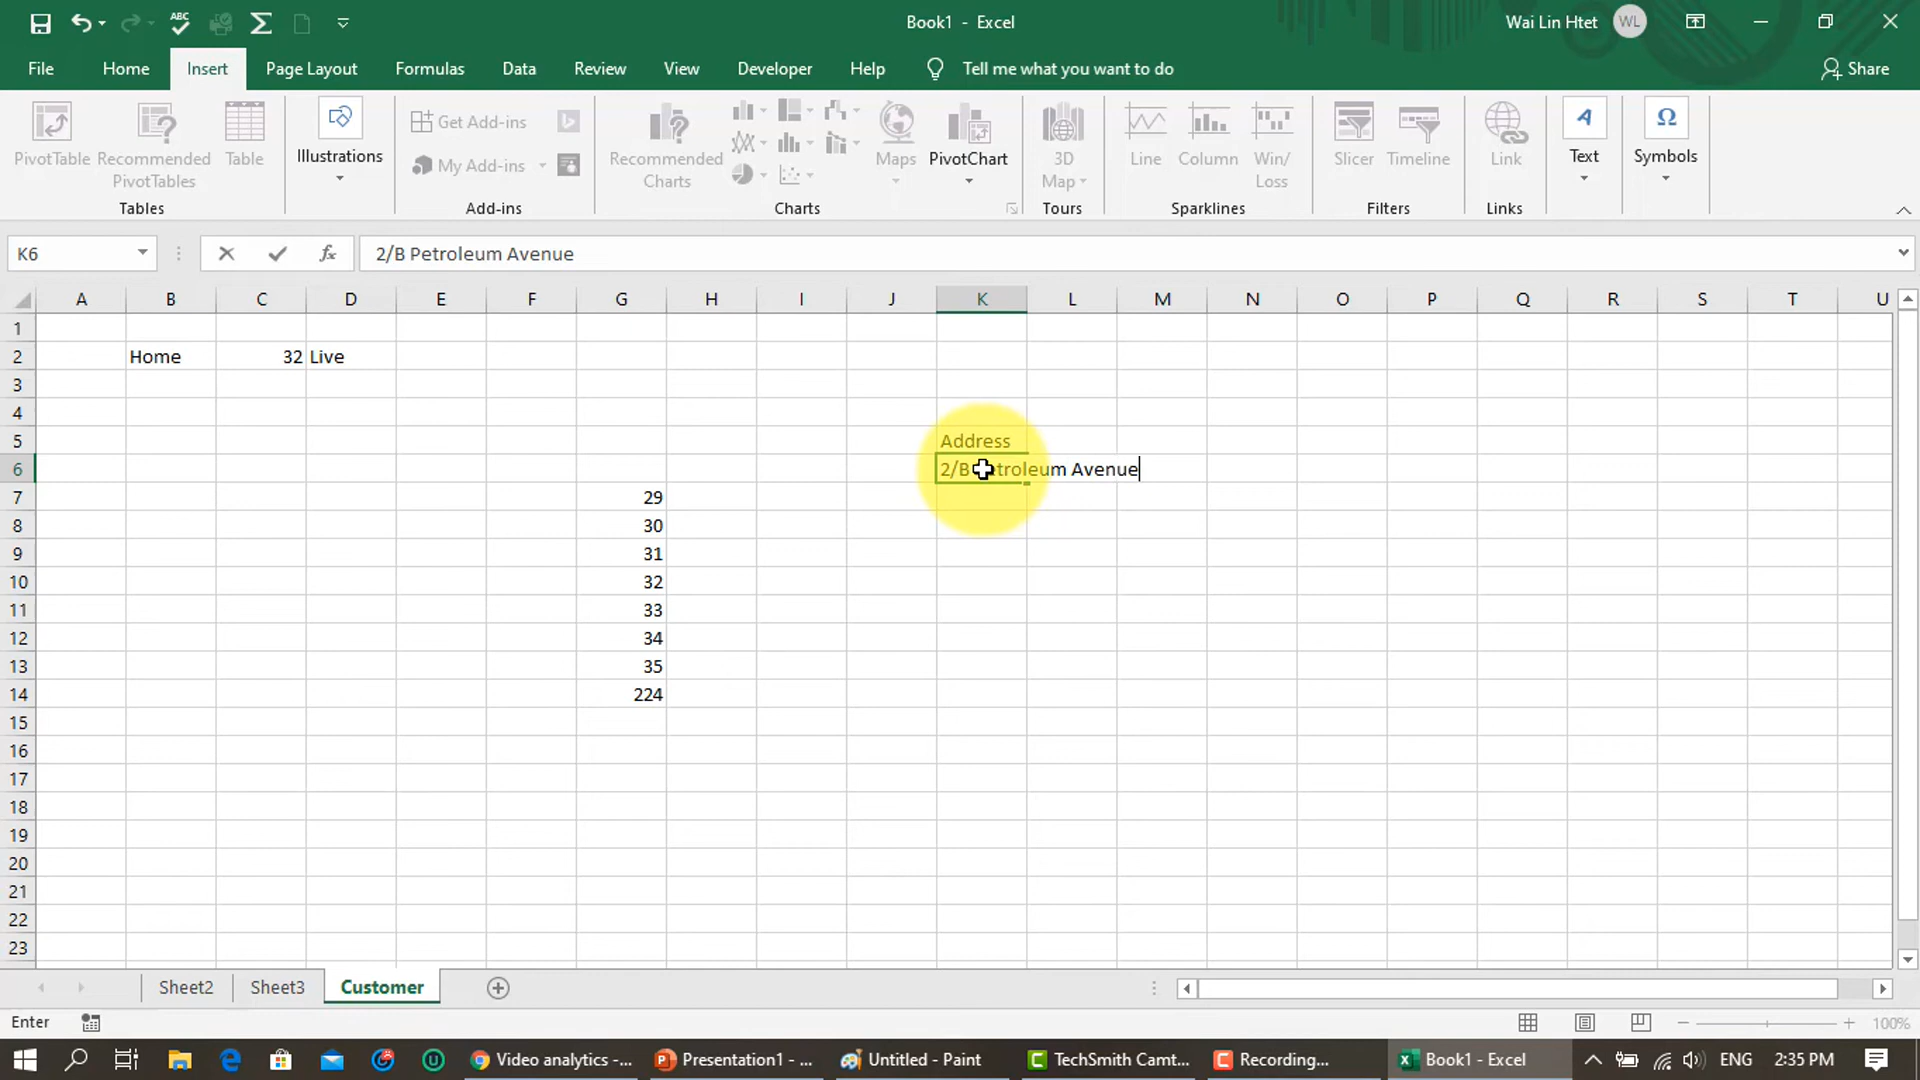 ABC
Book1 - Excel
Wai Lin Htet
WL
File
Home
Insert
Page Layout
Formulas
Data
Review
View
Developer
Help
Tell me what you want to do
Share
PivotTable
Recommended
PivotTables
Table
Illustrations
Get Add-ins
My Add-ins
Recommended
Charts
Maps
PivotChart
3D
Map
Line
Column
Win/
Loss
Slicer
Timeline
Link
Text
Symbols
Tables
Add-ins
Charts
Tours
Sparklines
Filters
Links
K6
fx
2/B Petroleum Avenue
A B C D E F G H I J K L M N O P Q R S T U
1
2 Home 32 Live
3
4
5 Address
6 2/B Petroleum Avenue
7 29
8 30
9 31
10 32
11 33
12 34
13 35
14 224
15
16
17
18
19
20
21
22
23
Sheet2
Sheet3
Customer
Enter
100%
Video analytics -...
Presentation1 - ...
Untitled - Paint
TechSmith Camt...
Recording...
Book1 - Excel
ENG
2:35 PM